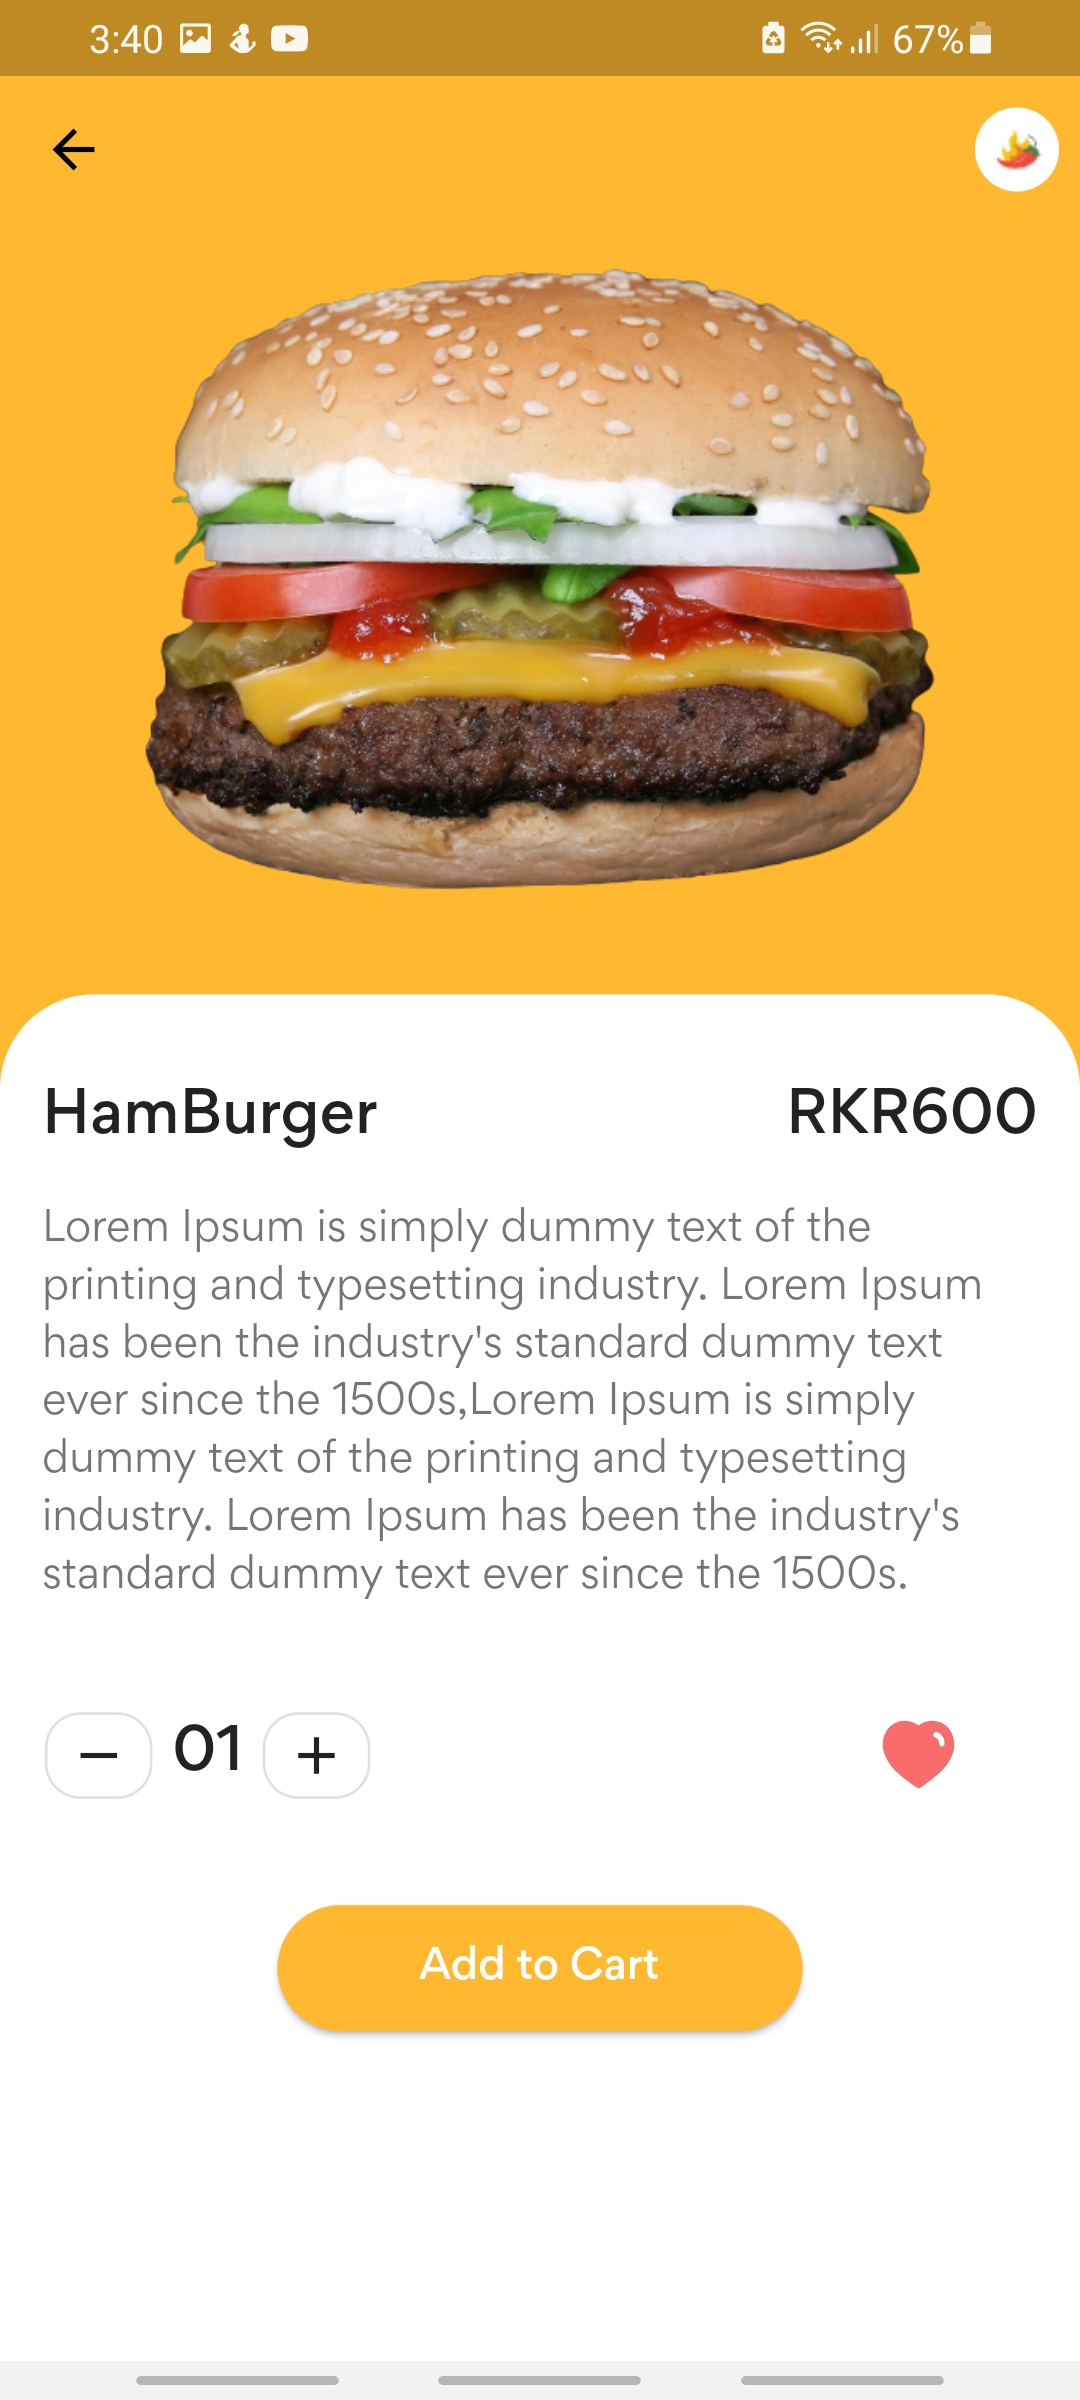 3:40 67%
HamBurger RKR600
Lorem Ipsum is simply dummy text of the
printing and typesetting industry. Lorem Ipsum
has been the industry's standard dummy text
ever since the 1500s,Lorem Ipsum is simply
dummy text of the printing and typesetting
industry. Lorem Ipsum has been the industry's
standard dummy text ever since the 1500s.
01
Add to Cart